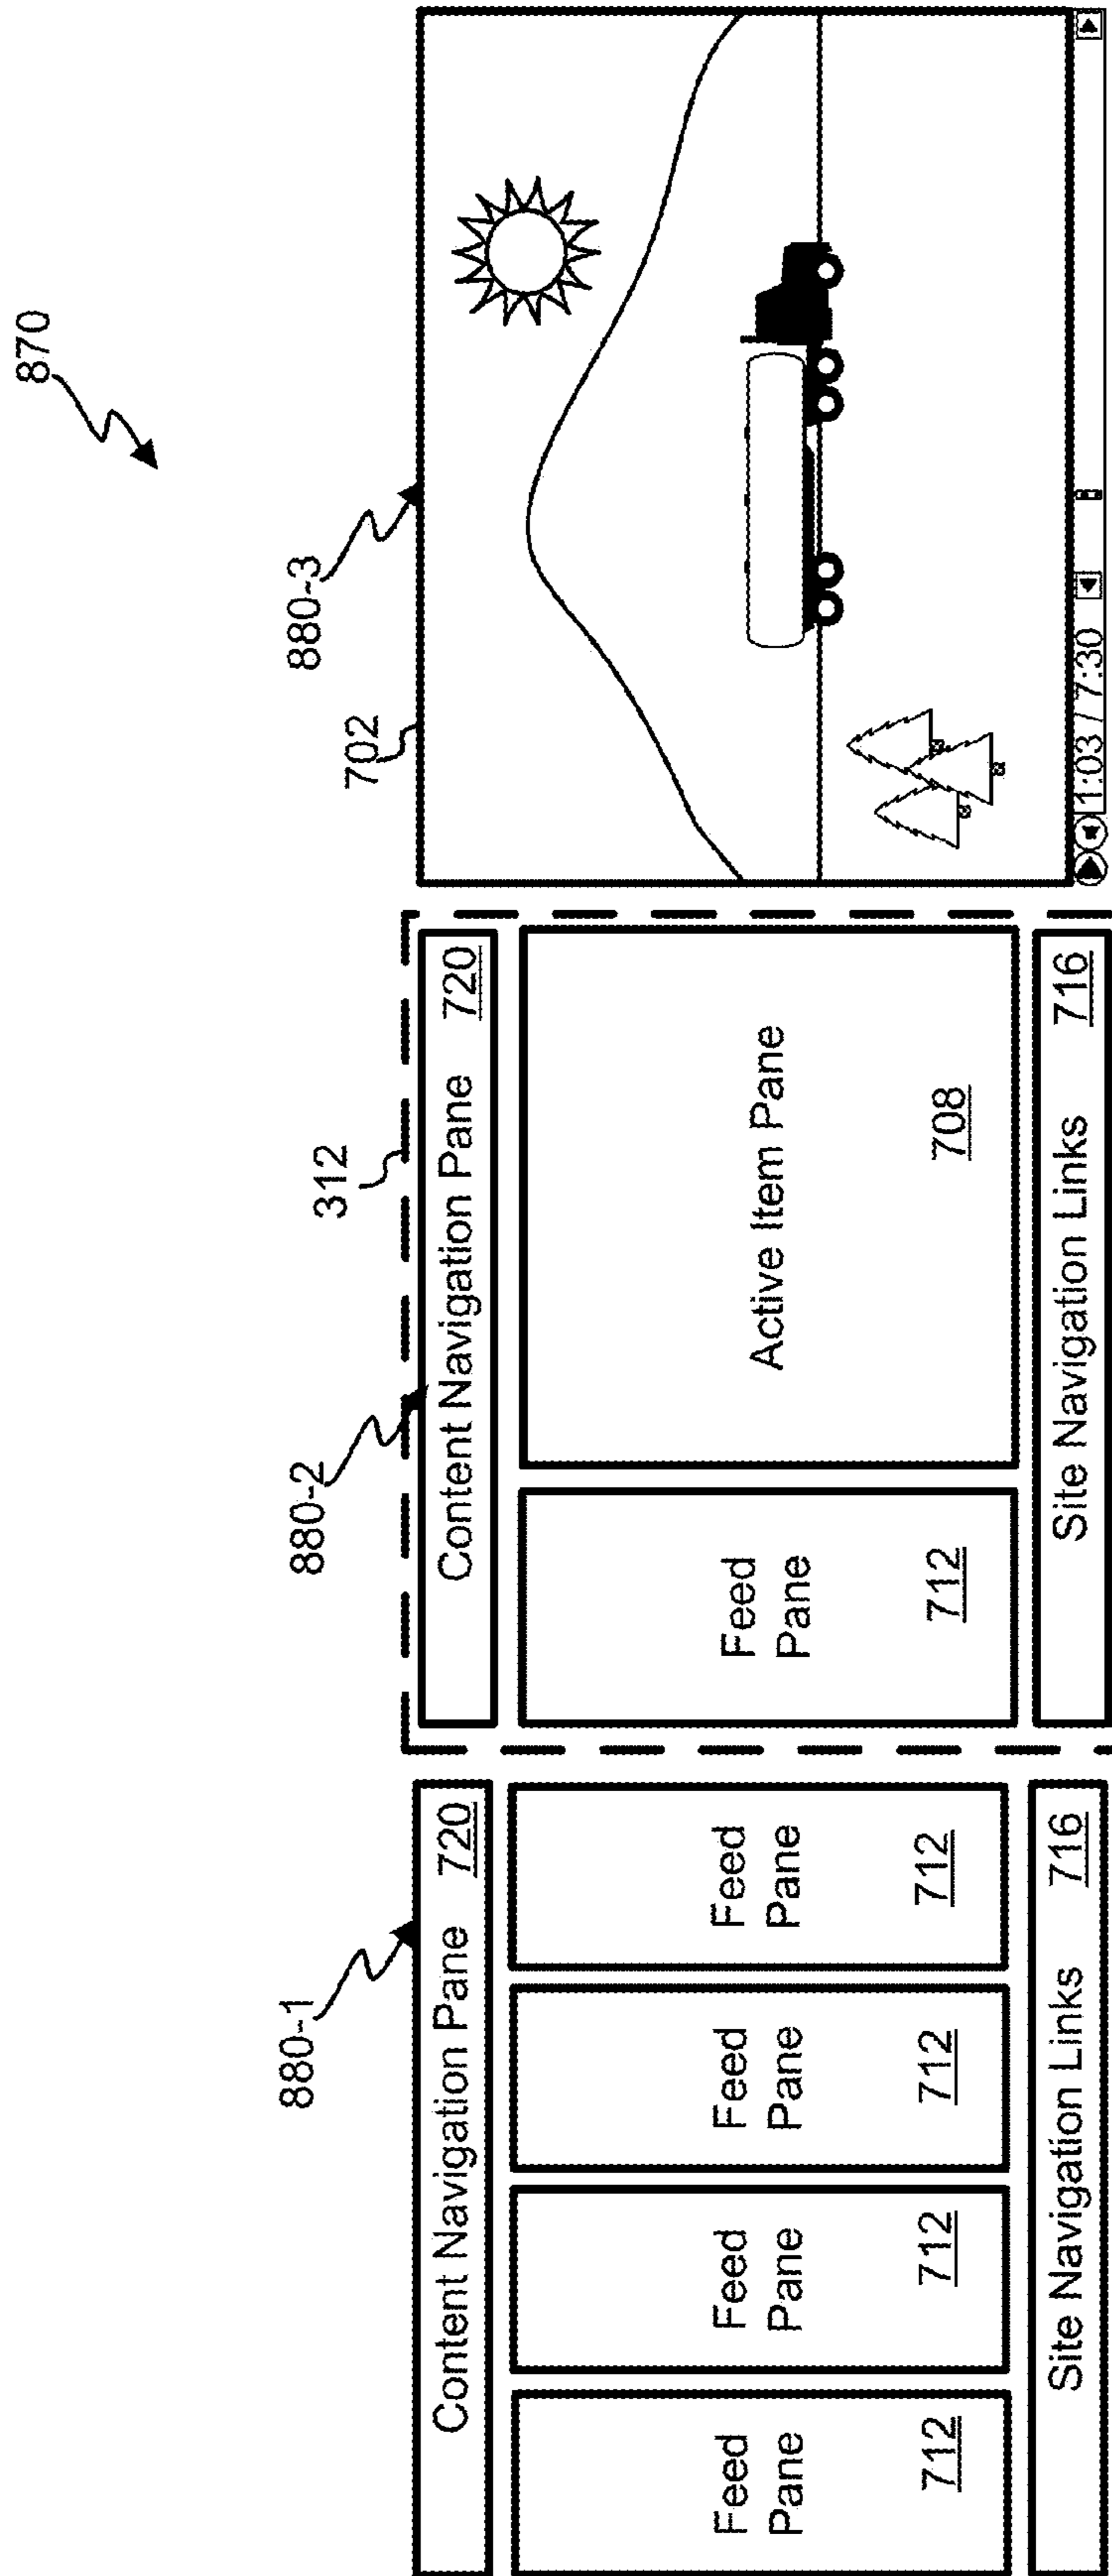 870
880-1
880-2
312
702
880-3
Content Navigation Pane 720
Feed
Pane
712
Feed
Pane
712
Feed
Pane
712
Feed
Pane
712
Site Navigation Links 716
Content Navigation Pane 720
Feed
Pane
712
Active Item Pane
708
Site Navigation Links 716
1:03 / 7:30